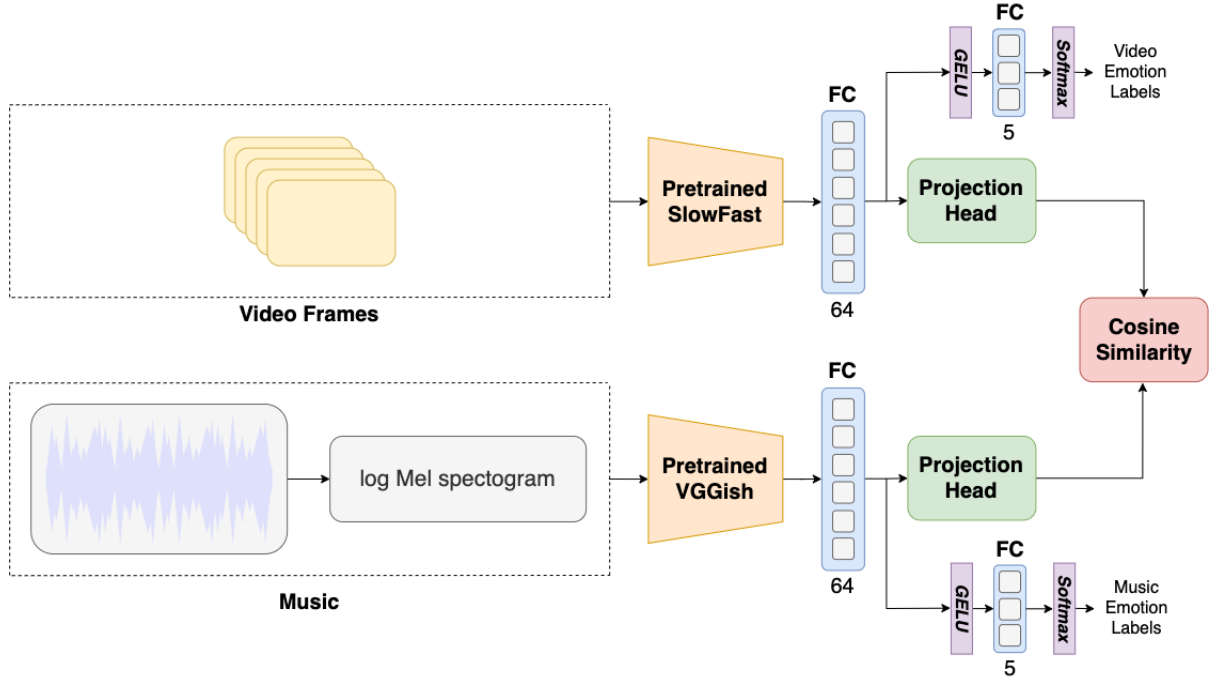 FC
GELU
Softmax
Video
Emotion
Labels
5
FC
Pretrained
SlowFast
Projection
Head
64
Video Frames
Cosine
Similarity
FC
log Mel spectogram
Pretrained
VGGish
Projection
Head
64
Music
FC
GELU
Softmax
Music
Emotion
Labels
5